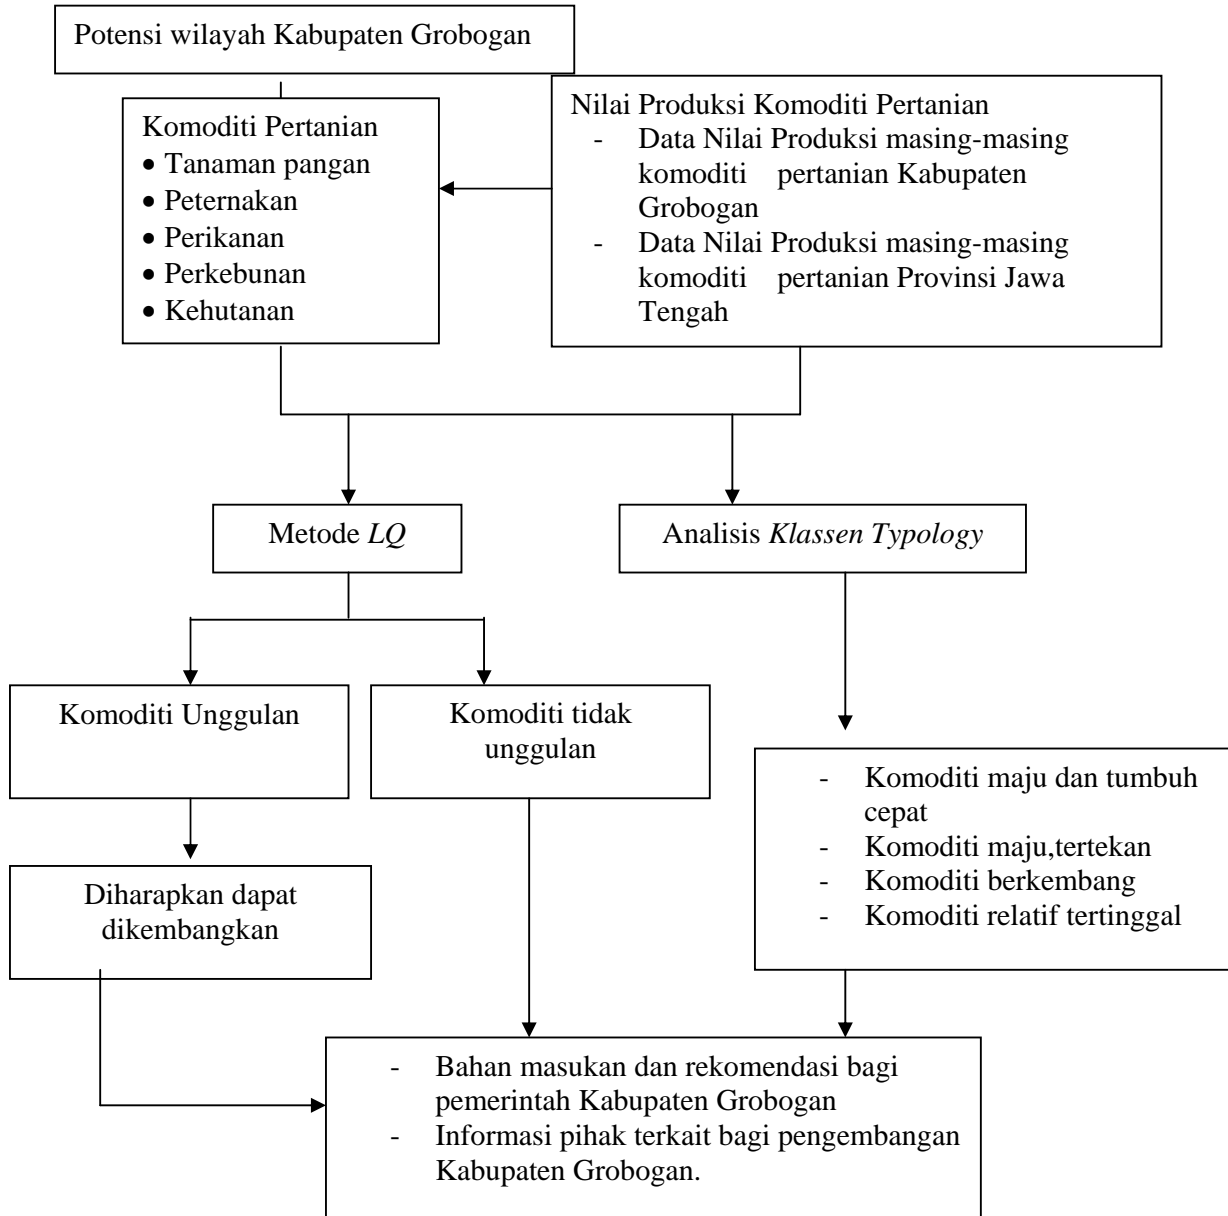 Potensi wilayah Kabupaten Grobogan
Komoditi Pertanian
• Tanaman pangan
• Peternakan
• Perikanan
• Perkebunan
• Kehutanan
Nilai Produksi Komoditi Pertanian
- Data Nilai Produksi masing-masing
komoditi pertanian Kabupaten
Grobogan
- Data Nilai Produksi masing-masing
komoditi pertanian Provinsi Jawa
Tengah
Metode LQ
Analisis Klassen Typology
Komoditi Unggulan
Komoditi tidak
unggulan
- Komoditi maju dan tumbuh
cepat
- Komoditi maju,tertekan
- Komoditi berkembang
- Komoditi relatif tertinggal
Diharapkan dapat
dikembangkan
- Bahan masukan dan rekomendasi bagi
pemerintah Kabupaten Grobogan
- Informasi pihak terkait bagi pengembangan
Kabupaten Grobogan.